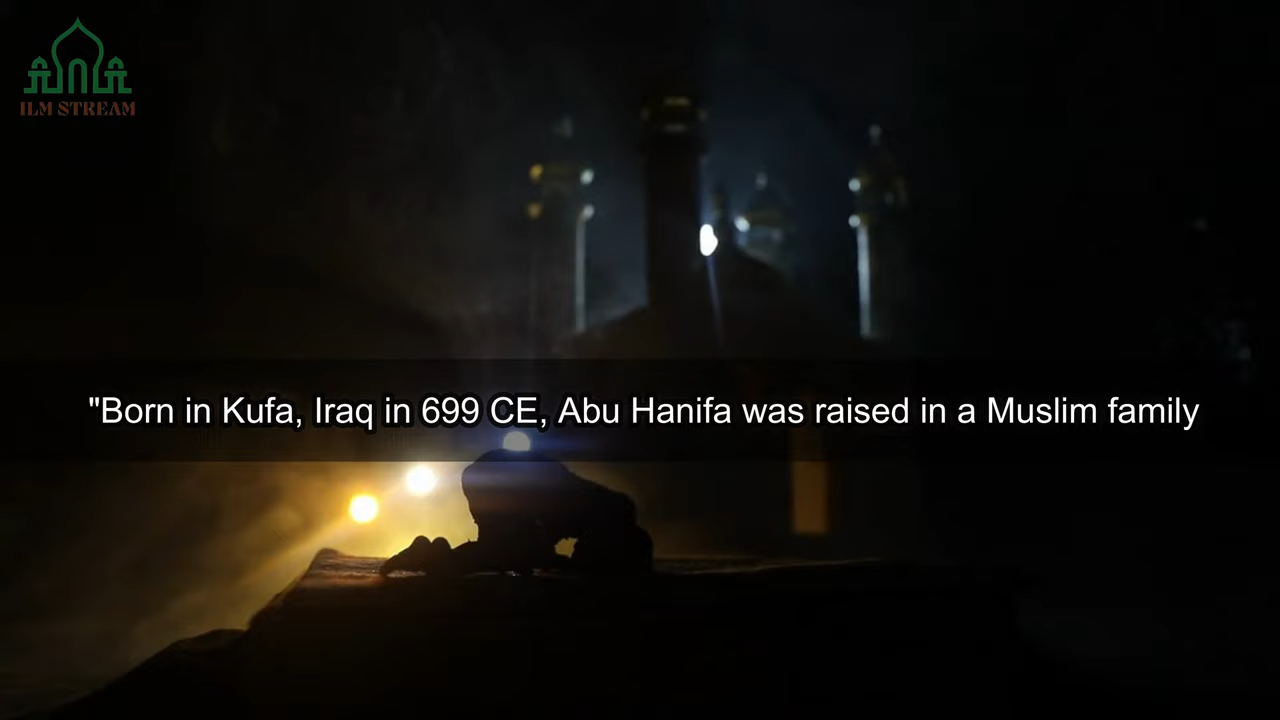 ILM STREAM
"Born in Kufa, Iraq in 699 CE, Abu Hanifa was raised in a Muslim family